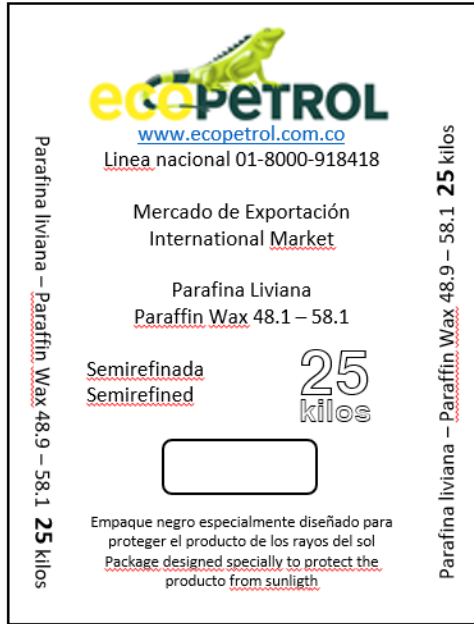 ecoPETROL
www.ecopetrol.com.co
Linea nacional 01-8000-918418
Mercado de Exportación
International Market
Parafina Liviana
Paraffin Wax 48.1 – 58.1
Semirefinada
Semirefined
25
kilos
Empaque negro especialmente diseñado para
proteger el producto de los rayos del sol
Package designed specially to protect the
producto from sunligth
Parafina liviana – Paraffin Wax 48.9 – 58.1 25 kilos
Parafina liviana – Paraffin Wax 48.9 – 58.1 25 kilos